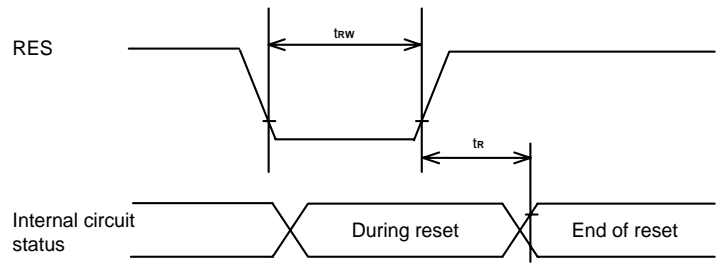 tRW
RES
tR
Internal circuit
status
During reset
End of reset